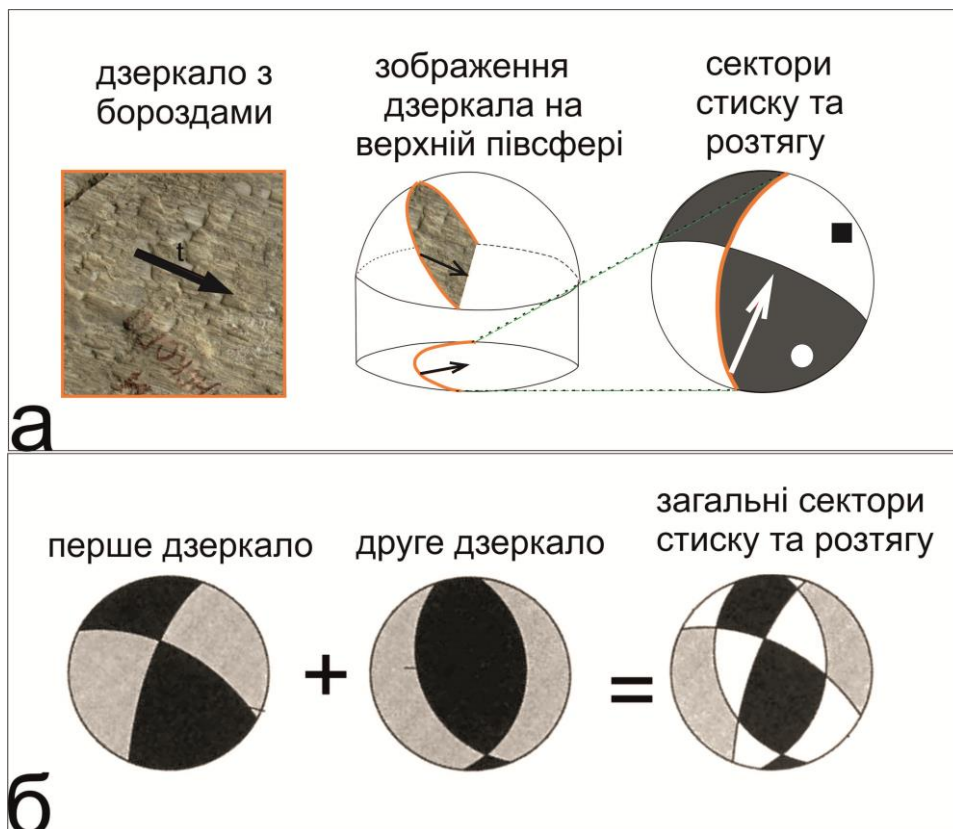 дзеркало з
бороздами
зображення
дзеркала на
верхній півсфері
сектори
стиску та
розтягу
t
а
перше дзеркало
друге дзеркало
загальні сектори
стиску та розтягу
+
=
б